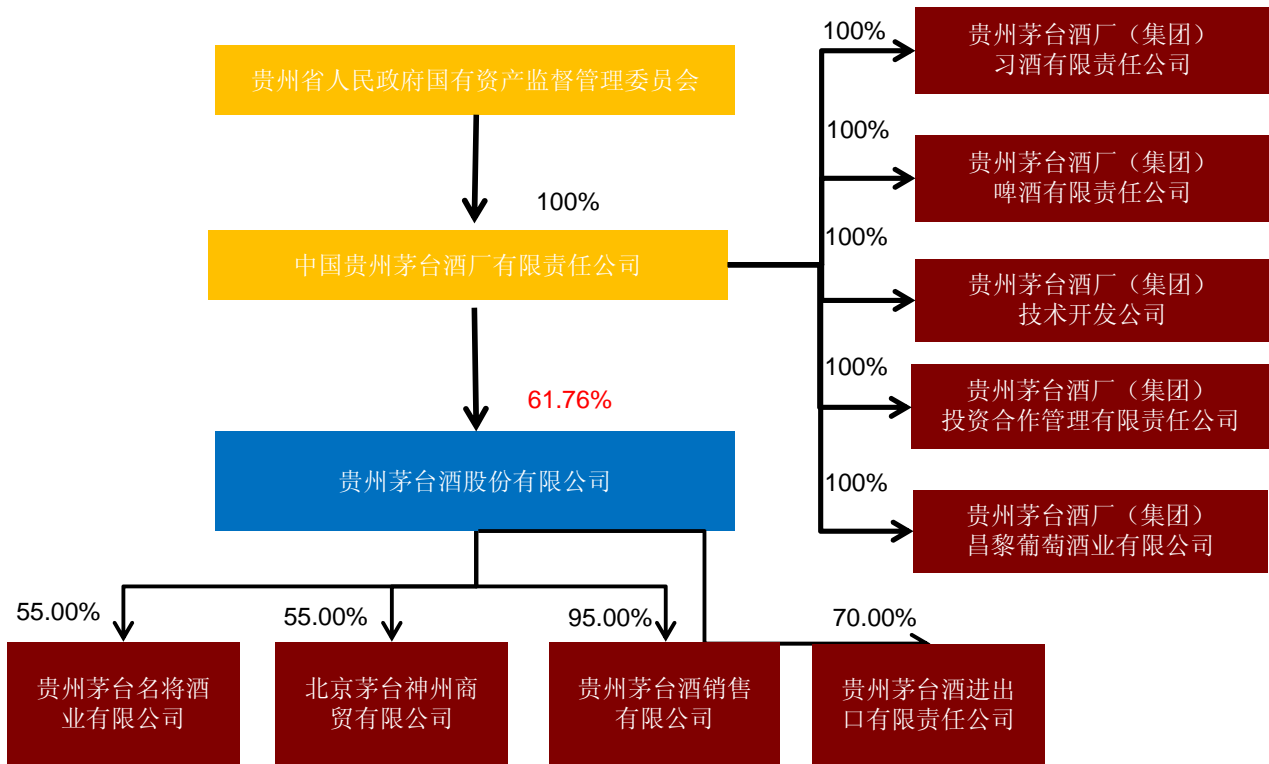 贵州省人民政府国有资产监督管理委员会
100%
中国贵州茅台酒厂有限责任公司
61.76%
贵州茅台酒股份有限公司
100%
贵州茅台酒厂（集团）
习酒有限责任公司
100%
贵州茅台酒厂（集团）
啤酒有限责任公司
100%
贵州茅台酒厂（集团）
技术开发公司
100%
贵州茅台酒厂（集团）
投资合作管理有限责任公司
100%
贵州茅台酒厂（集团）
昌黎葡萄酒业有限公司
55.00%
贵州茅台名将酒
业有限公司
55.00%
北京茅台神州商
贸有限公司
95.00%
贵州茅台酒销售
有限公司
70.00%
贵州茅台酒进出
口有限责任公司